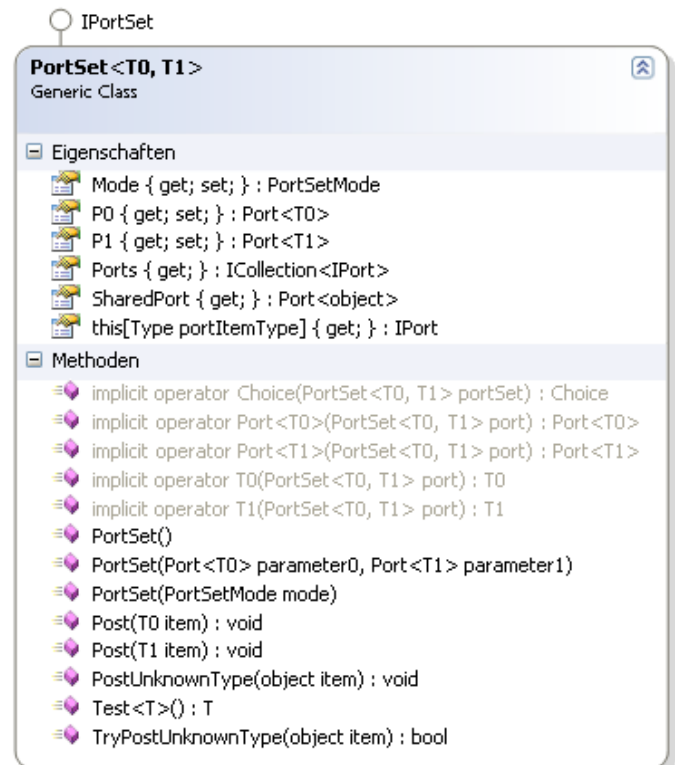 IPortSet
PortSet<T0, T1>
Generic Class
Eigenschaften
Mode { get; set; } : PortSetMode
P0 { get; set; } : Port<T0>
P1 { get; set; } : Port<T1>
Ports { get; } : ICollection<IPort>
SharedPort { get; } : Port<object>
this[Type portItemType] { get; } : IPort
Methoden
implicit operator Choice(PortSet<T0, T1> portSet) : Choice
implicit operator Port<T0>(PortSet<T0, T1> port) : Port<T0>
implicit operator Port<T1>(PortSet<T0, T1> port) : Port<T1>
implicit operator T0(PortSet<T0, T1> port) : T0
implicit operator T1(PortSet<T0, T1> port) : T1
PortSet()
PortSet(Port<T0> parameter0, Port<T1> parameter1)
PortSet(PortSetMode mode)
Post(T0 item) : void
Post(T1 item) : void
PostUnknownType(object item) : void
Test<T>() : T
TryPostUnknownType(object item) : bool